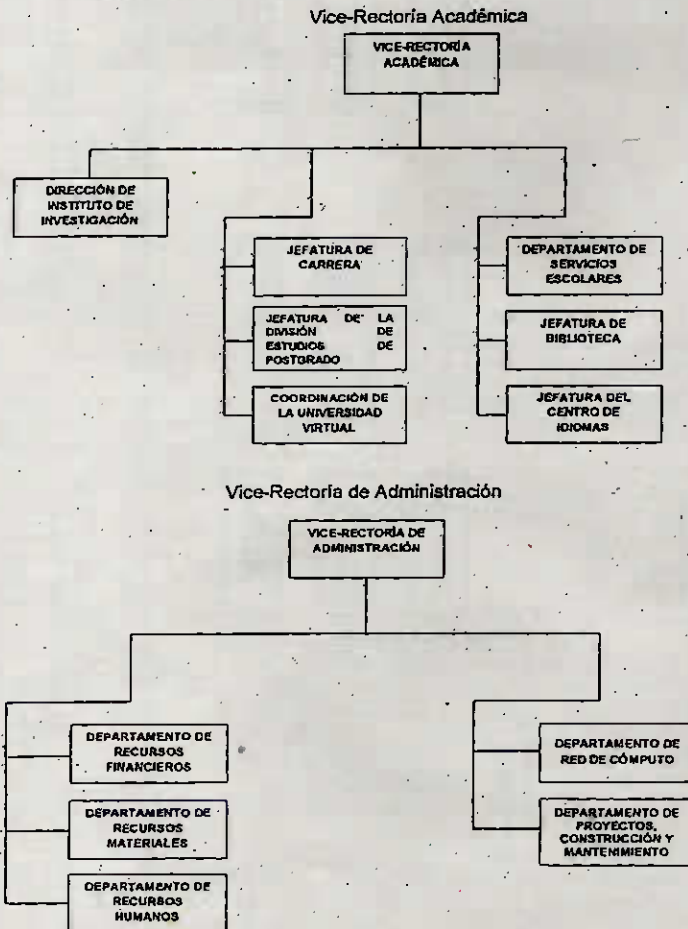 Vice-Rectoría Académica
VICE-RECTORÍA
ACADÉMICA
DIRECCIÓN DE
INSTITUTO DE
INVESTIGACIÓN
JEFATURA DE
CARRERA
JEFATURA DE LA
DIVISIÓN DE
ESTUDIOS DE
POSTGRADO
COORDINACIÓN DE
LA UNIVERSIDAD
VIRTUAL
DEPARTAMENTO DE
SERVICIOS
ESCOLARES
JEFATURA DE
BIBLIOTECA
JEFATURA DEL
CENTRO DE
IDIOMAS
Vice-Rectoría de Administración
VICE-RECTORÍA DE
ADMINISTRACIÓN
DEPARTAMENTO DE
RECURSOS
FINANCIEROS
DEPARTAMENTO DE
RECURSOS
MATERIALES
DEPARTAMENTO DE
RECURSOS
HUMANOS
DEPARTAMENTO DE
RED DE CÓMPUTO
DEPARTAMENTO DE
PROYECTOS,
CONSTRUCCIÓN Y
MANTENIMIENTO